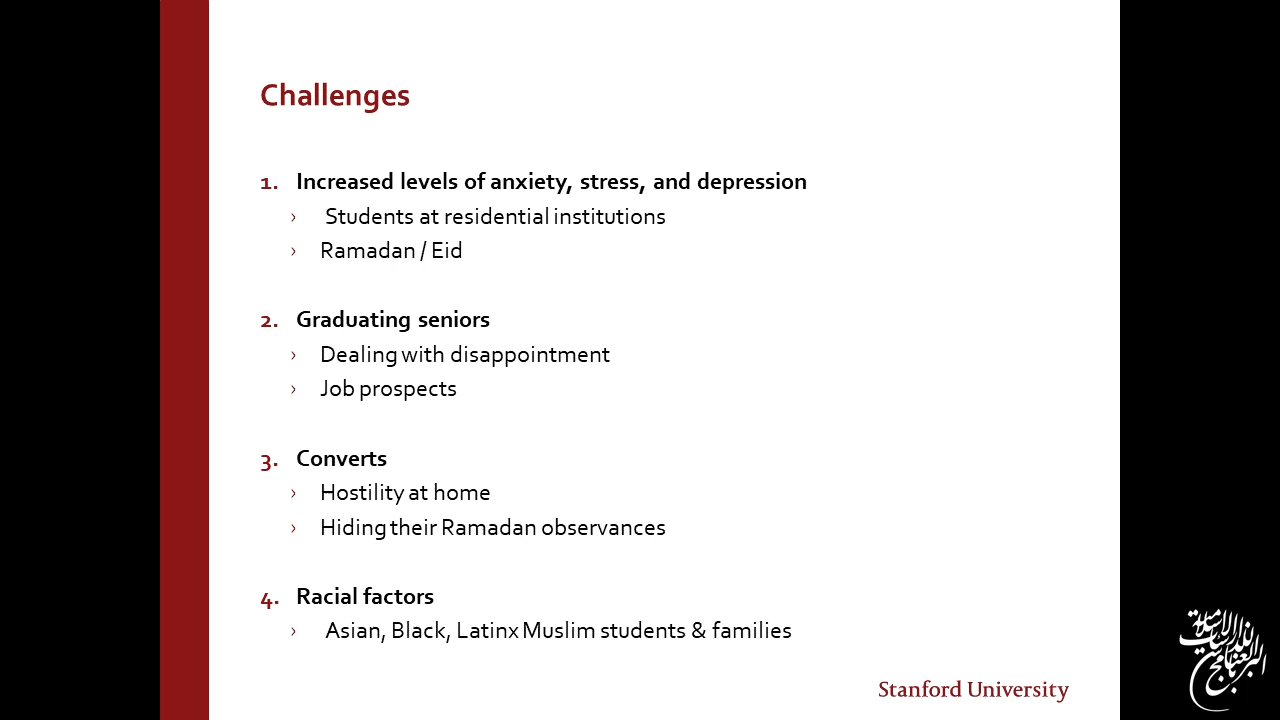 Challenges
1. Increased levels of anxiety, stress, and depression
› Students at residential institutions
› Ramadan / Eid
2. Graduating seniors
› Dealing with disappointment
› Job prospects
3. Converts
› Hostility at home
› Hiding their Ramadan observances
4. Racial factors
› Asian, Black, Latinx Muslim students & families
Stanford University